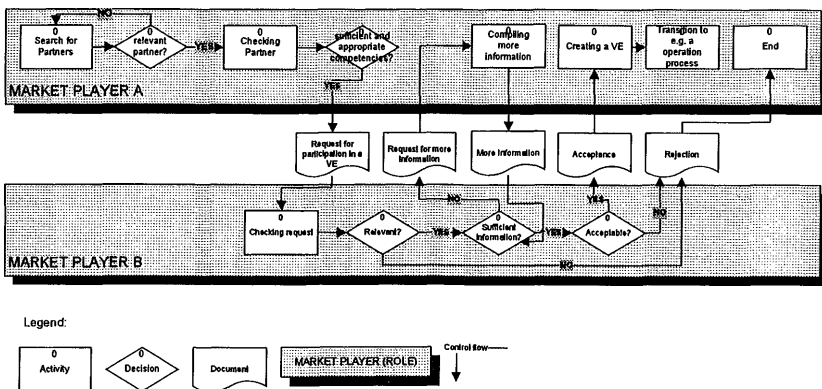 NO
0
Search for
Partners
0
relevant
partner?
YES
0
Checking
Partner
0
sufficient and
appropriate
competencies?
YES
0
Compiling
more
information
0
Creating a VE
0
Transition to
e.g. a
operation
process
0
End
MARKET PLAYER A
Request for
participation in a
VE
Request for more
Information
More Information
Acceptance
Rejection
0
Checking request
0
Relevant?
YES
NO
0
Sufficient
Information?
YES
YES
0
Acceptable?
NO
NO
MARKET PLAYER B
Legend:
0
Activity
0
Decision
Document
MARKET PLAYER (ROLE)
Control flow